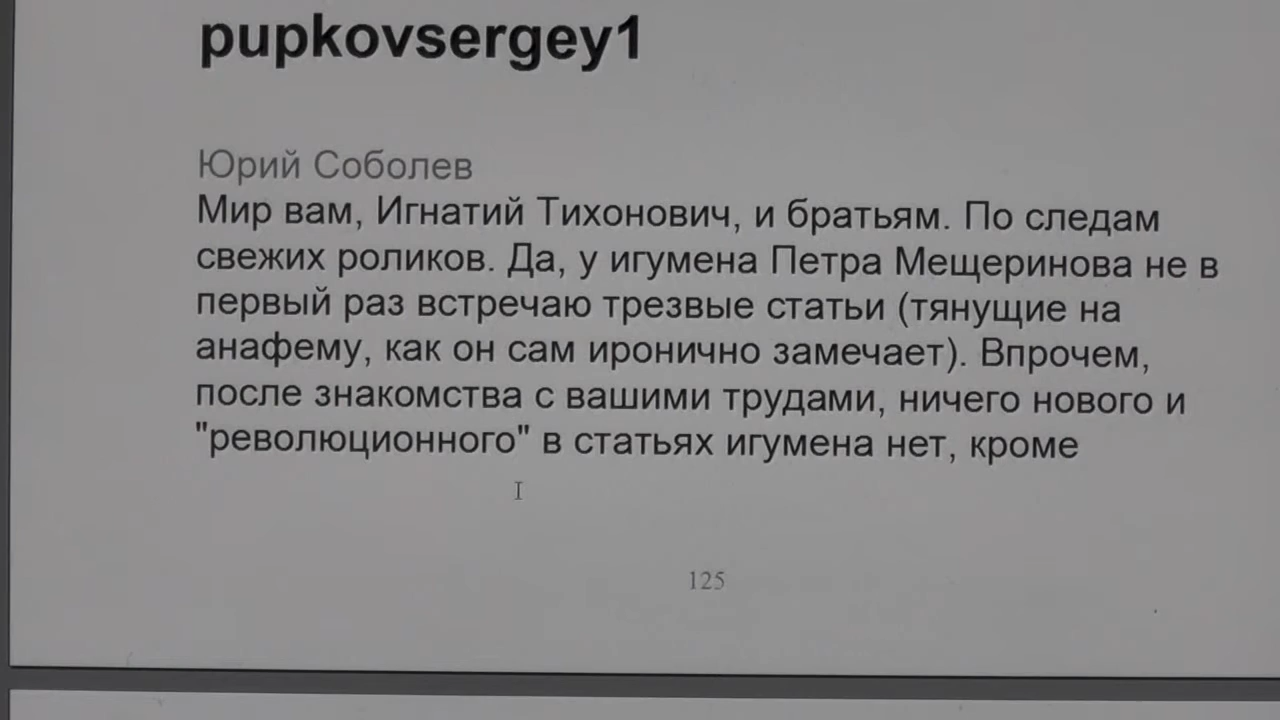 pupkovsergey1
Юрий Соболев
Мир вам, Игнатий Тихонович, и братьям. По следам
свежих роликов. Да, у игумена Петра Мещеринова не в
первый раз встречаю трезвые статьи (тянущие на
анафему, как он сам иронично замечает). Впрочем,
после знакомства с вашими трудами, ничего нового и
"революционного" в статьях игумена нет, кроме
125